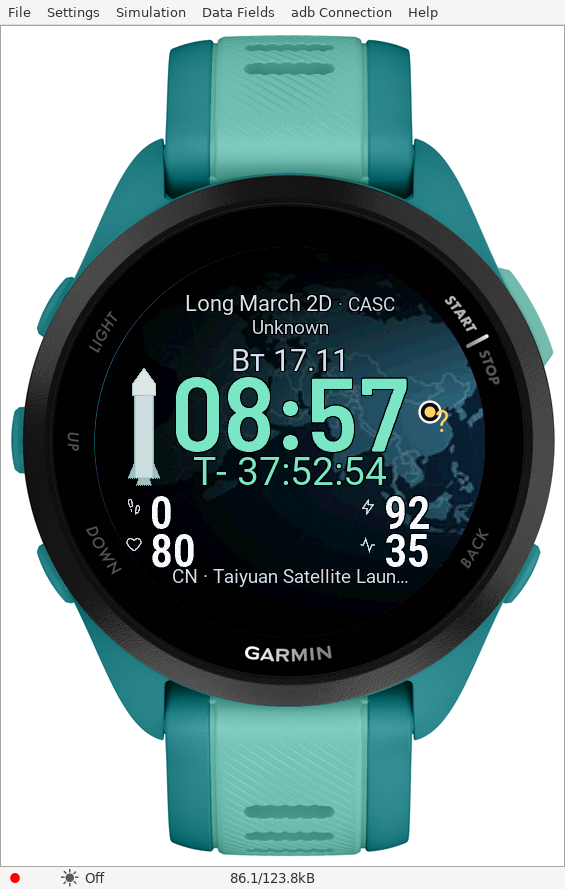 File Settings Simulation Data Fields adb Connection Help
Long March 2D · CASC
Unknown
Вт 17.11
08:57
?
T- 37:52:54
0 92
80 35
CN · Taiyuan Satellite Laun...
LIGHT
UP
DOWN
START
STOP
BACK
GARMIN
Off 86.1/123.8kB